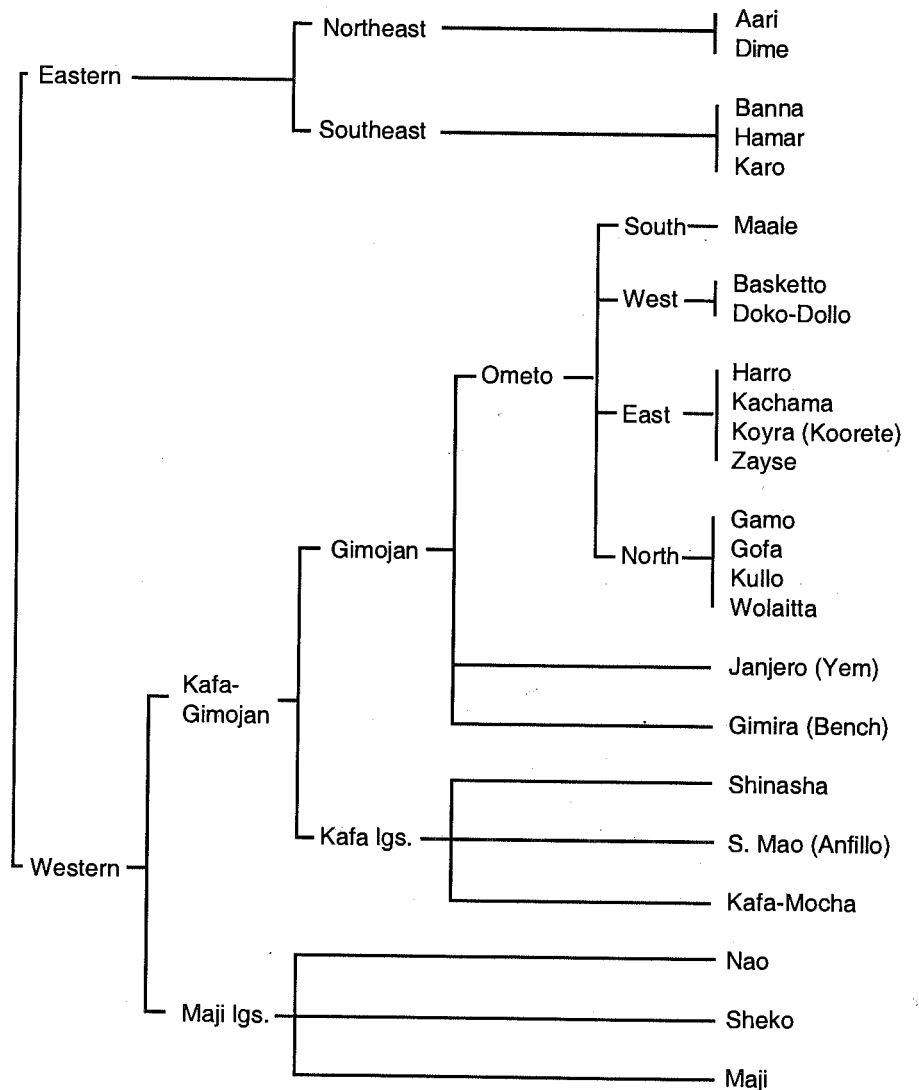 Northeast
Aari
Dime
Eastern
Southeast
Banna
Hamar
Karo
South
Maale
West
Basketto
Doko-Dollo
Ometo
East
Harro
Kachama
Koyra (Koorete)
Zayse
Gimojan
North
Gamo
Gofa
Kullo
Wolaitta
Kafa-
Gimojan
Janjero (Yem)
Gimira (Bench)
Kafa lgs.
Shinasha
S. Mao (Anfillo)
Kafa-Mocha
Western
Maji lgs.
Nao
Sheko
Maji